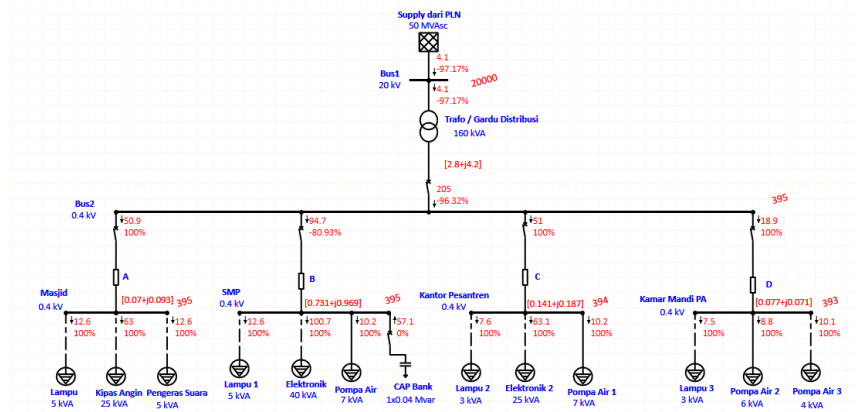 Supply dari PLN
50 MVAsc
4.1
-97.17%
Bus1
20 kV
20000
4.1
-97.17%
Trafo / Gardu Distribusi
160 kVA
[2.8+j4.2]
205
-96.32%
395
Bus2
0.4 kV
50.9
100%
94.7
-80.93%
51
100%
18.9
100%
A
B
C
D
Masjid
0.4 kV
[0.07+j0.093]
395
SMP
0.4 kV
[0.731+j0.969]
395
Kantor Pesantren
0.4 kV
[0.141+j0.187]
394
Kamar Mandi PA
0.4 kV
[0.077+j0.071]
393
12.6
100%
63
100%
12.6
100%
12.6
100%
100.7
100%
10.2
100%
57.1
0%
7.6
100%
63.1
100%
10.2
100%
7.5
100%
8.8
100%
10.1
100%
Lampu
5 kVA
Kipas Angin
25 kVA
Pengeras Suara
5 kVA
Lampu 1
5 kVA
Elektronik
40 kVA
Pompa Air
7 kVA
CAP Bank
1x0.04 Mvar
Lampu 2
3 kVA
Elektronik 2
25 kVA
Pompa Air 1
7 kVA
Lampu 3
3 kVA
Pompa Air 2
6 kVA
Pompa Air 3
4 kVA